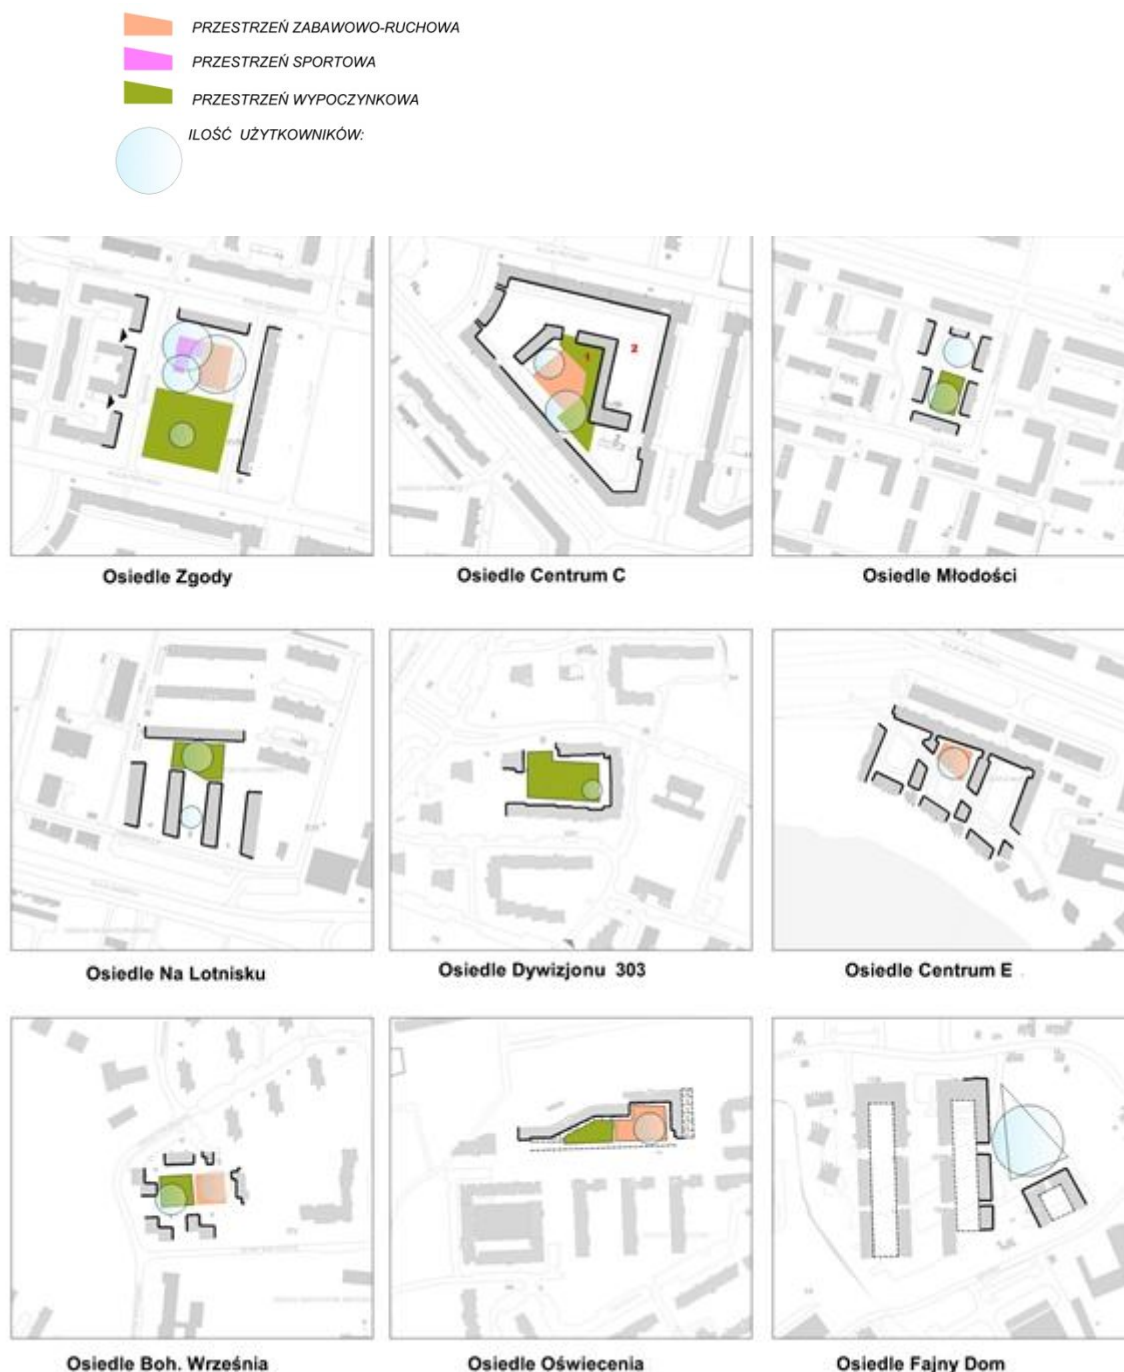 PRZESTRZEŃ ZABAWOWO-RUCHOWA
PRZESTRZEŃ SPORTOWA
PRZESTRZEŃ WYPOCZYNKOWA
ILOŚĆ UŻYTKOWNIKÓW:
1
2
Osiedle Zgody
Osiedle Centrum C
Osiedle Młodości
Osiedle Na Lotnisku
Osiedle Dywizjonu 303
Osiedle Centrum E
Osiedle Boh. Września
Osiedle Oświecenia
Osiedle Fajny Dom